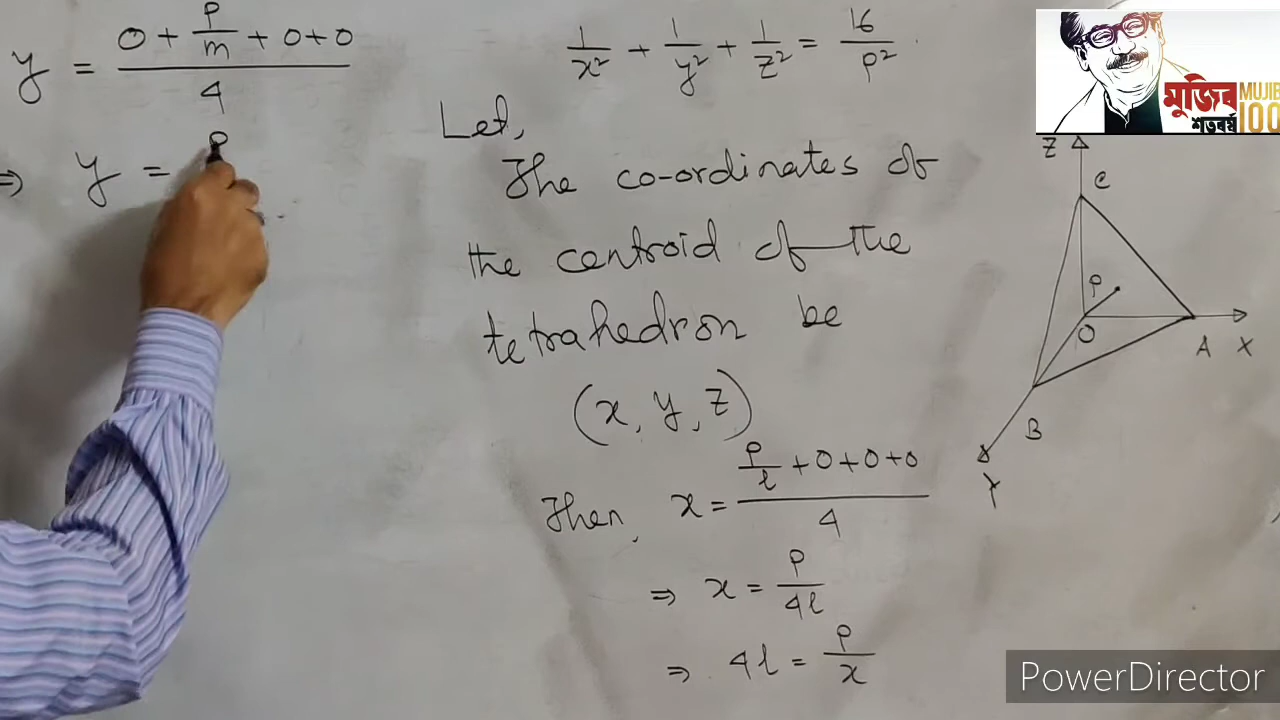 y = (0 + p/m + 0 + 0)/4
⇒ y = p
1/x² + 1/y² + 1/z² = 16/p²
Let,
The co-ordinates of
the centroid of the
tetrahedron be
(x, y, z)
Then, x = (p/l + 0 + 0 + 0)/4
⇒ x = p/4l
⇒ 4l = p/x
মুজিব MUJIB
শতবর্ষ 100
Z
C
P
O
A X
B
Y
PowerDirector